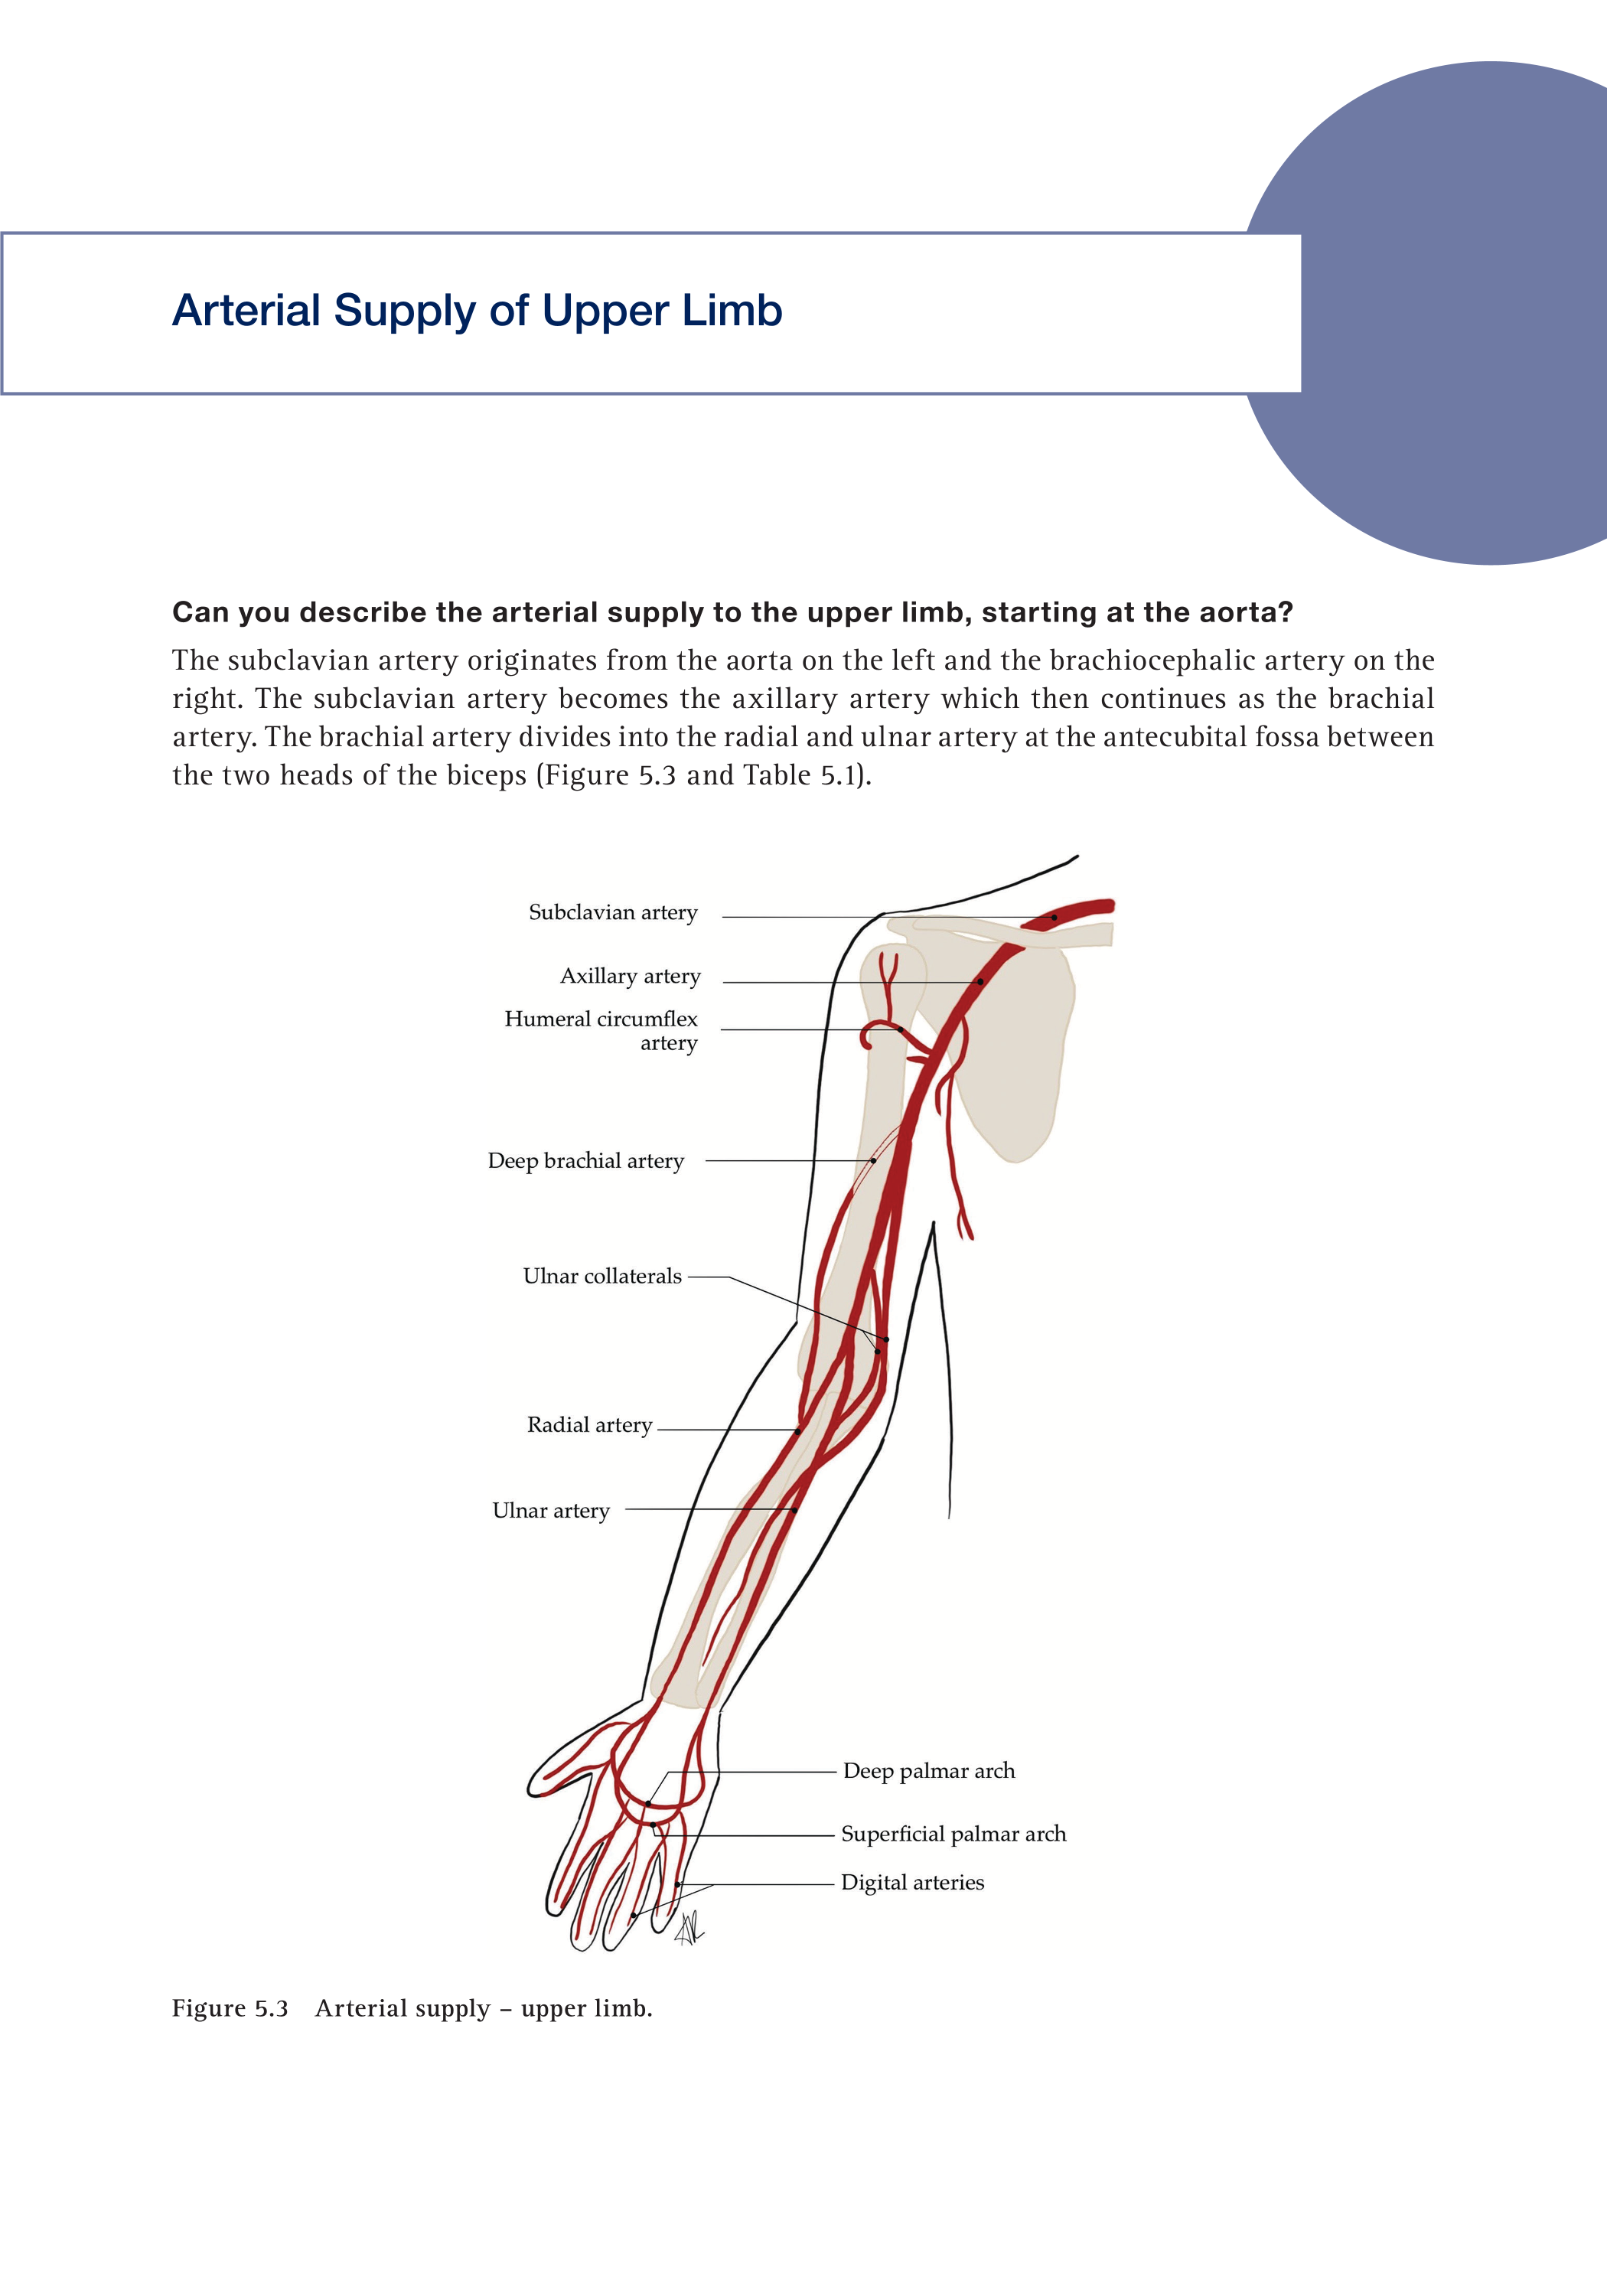 Arterial Supply of Upper Limb
Can you describe the arterial supply to the upper limb, starting at the aorta?
The subclavian artery originates from the aorta on the left and the brachiocephalic artery on the
right. The subclavian artery becomes the axillary artery which then continues as the brachial
artery. The brachial artery divides into the radial and ulnar artery at the antecubital fossa between
the two heads of the biceps (Figure 5.3 and Table 5.1).
Subclavian artery
Axillary artery
Humeral circumflex
artery
Deep brachial artery
Ulnar collaterals
Radial artery
Ulnar artery
Deep palmar arch
Superficial palmar arch
Digital arteries
Figure 5.3 Arterial supply – upper limb.